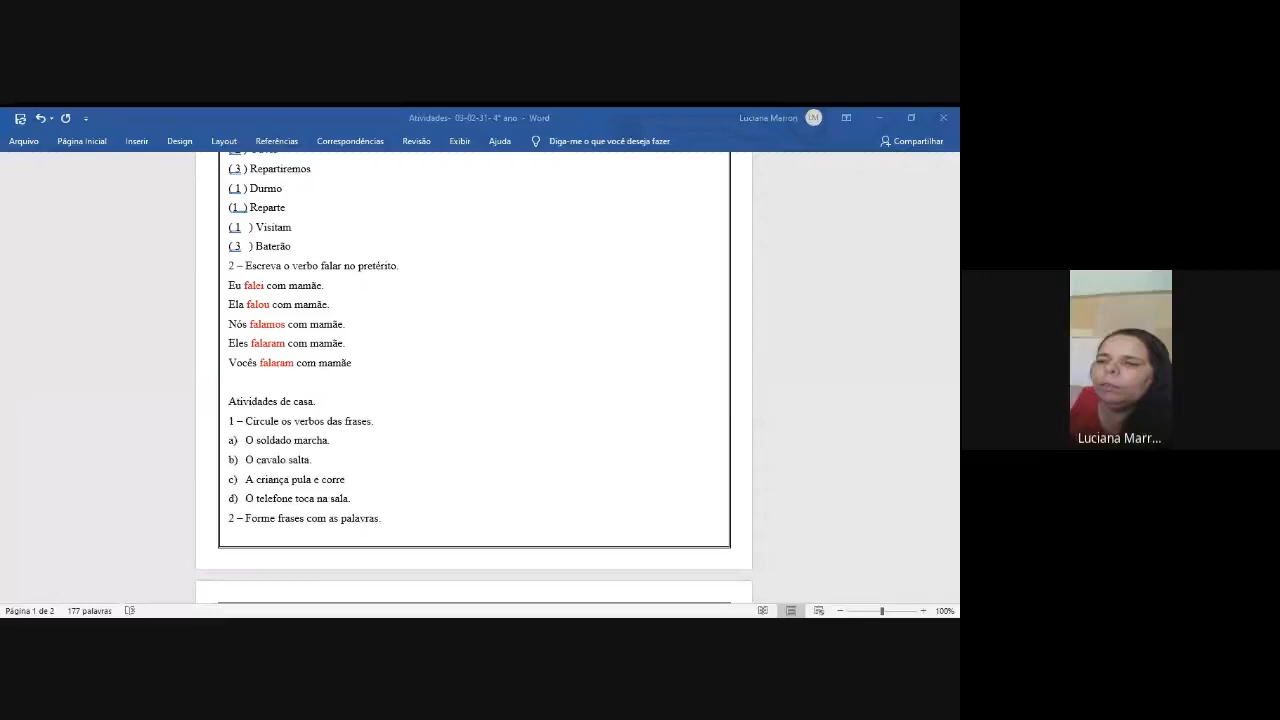 Atividades- 03-02-31- 4° ano - Word
Luciana Marron
LM
Arquivo
Página Inicial
Inserir
Design
Layout
Referências
Correspondências
Revisão
Exibir
Ajuda
Diga-me o que você deseja fazer
Compartilhar
( 3 ) Repartiremos
( 1 ) Durmo
(1 ) Reparte
( 1 ) Visitam
( 3 ) Baterão
2 – Escreva o verbo falar no pretérito.
Eu falei com mamãe.
Ela falou com mamãe.
Nós falamos com mamãe.
Eles falaram com mamãe.
Vocês falaram com mamãe
Atividades de casa.
1 – Circule os verbos das frases.
a) O soldado marcha.
b) O cavalo salta.
c) A criança pula e corre
d) O telefone toca na sala.
2 – Forme frases com as palavras.
Luciana Marr...
Página 1 de 2
177 palavras
100%